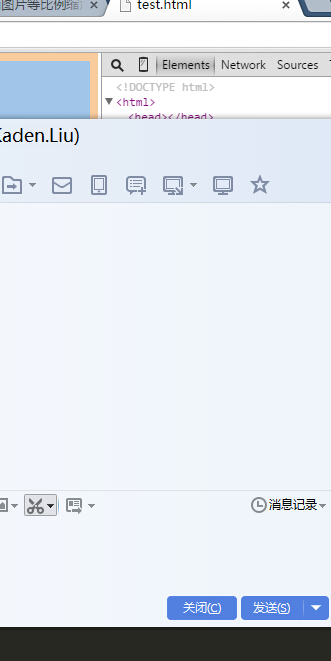 图片等比例缩
test.html
Elements Network Sources
<!DOCTYPE html>
<html>
<head></head>
Kaden.Liu)
消息记录
关闭(C) 发送(S)